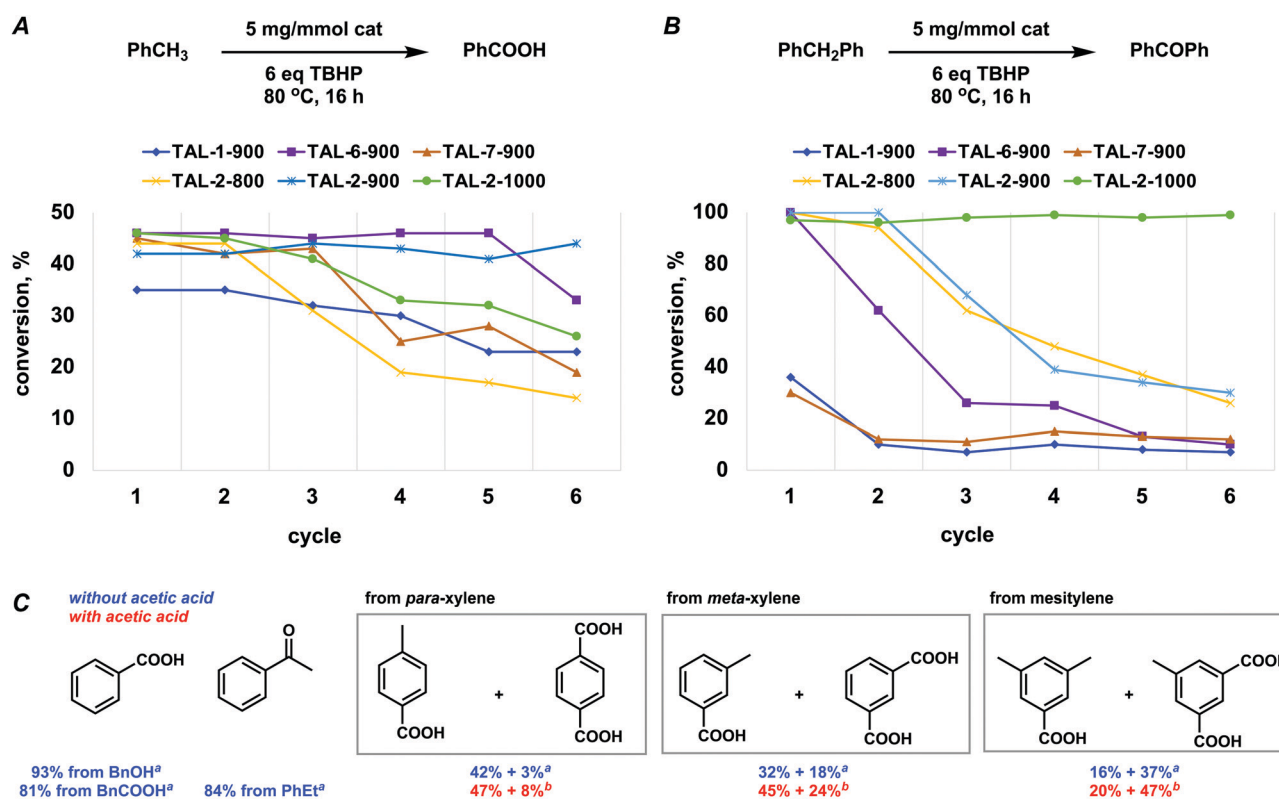 A
PhCH3
5 mg/mmol cat
PhCOOH
6 eq TBHP
80 °C, 16 h
TAL-1-900 TAL-6-900 TAL-7-900
TAL-2-800 TAL-2-900 TAL-2-1000
50
40
30
20
10
0
conversion, %
1 2 3 4 5 6
cycle
B
PhCH2Ph
5 mg/mmol cat
PhCOPh
6 eq TBHP
80 °C, 16 h
TAL-1-900 TAL-6-900 TAL-7-900
TAL-2-800 TAL-2-900 TAL-2-1000
100
80
60
40
20
0
conversion, %
1 2 3 4 5 6
cycle
C
without acetic acid
with acetic acid
COOH
O
93% from BnOHa
81% from BnCOOHa
84% from PhEta
from para-xylene
COOH
+
COOH
COOH
42% + 3%a
47% + 8%b
from meta-xylene
COOH
+
COOH
COOH
32% + 18%a
45% + 24%b
from mesitylene
COOH
+
COOH
COOH
16% + 37%a
20% + 47%b